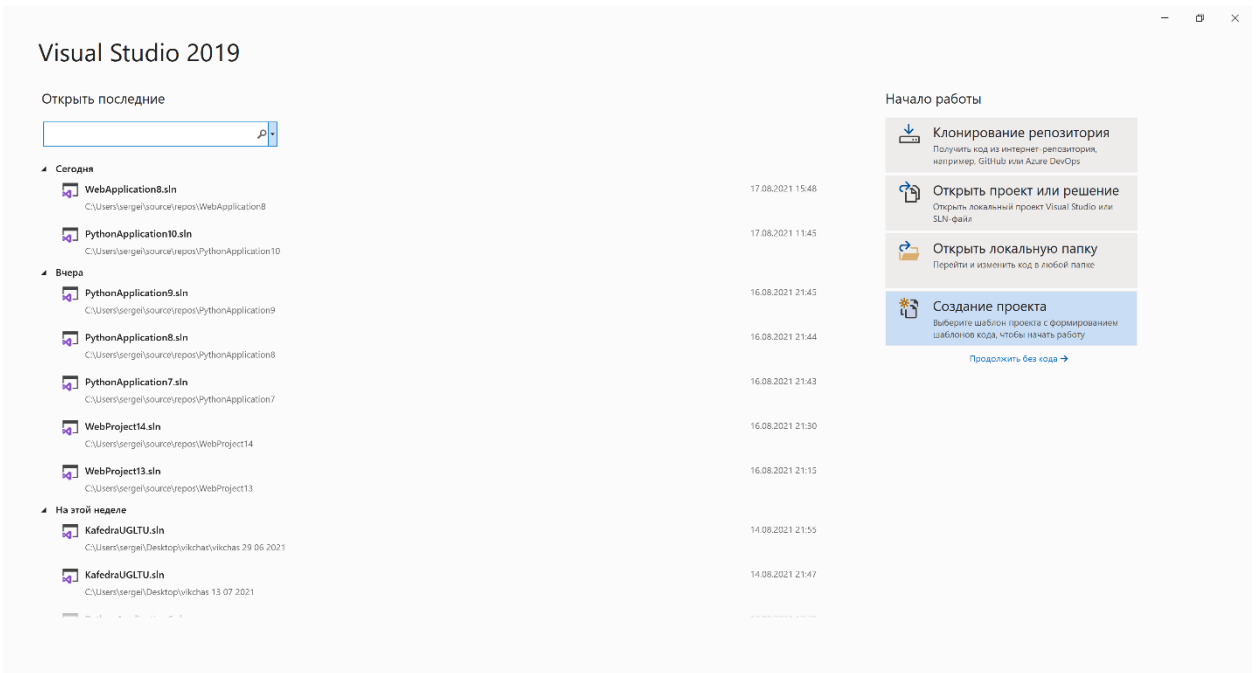 Visual Studio 2019
Открыть последние
Сегодня
WebApplication8.sln
17.08.2021 15:48
C:\Users\sergei\source\repos\WebApplication8
PythonApplication10.sln
17.08.2021 11:45
C:\Users\sergei\source\repos\PythonApplication10
Вчера
PythonApplication9.sln
16.08.2021 21:45
C:\Users\sergei\source\repos\PythonApplication9
PythonApplication8.sln
16.08.2021 21:44
C:\Users\sergei\source\repos\PythonApplication8
PythonApplication7.sln
16.08.2021 21:43
C:\Users\sergei\source\repos\PythonApplication7
WebProject14.sln
16.08.2021 21:30
C:\Users\sergei\source\repos\WebProject14
WebProject13.sln
16.08.2021 21:15
C:\Users\sergei\source\repos\WebProject13
На этой неделе
KafedraUGLTU.sln
14.08.2021 21:55
C:\Users\sergei\Desktop\vikchas\vikchas 29 06 2021
KafedraUGLTU.sln
14.08.2021 21:47
C:\Users\sergei\Desktop\vikchas 13 07 2021
Начало работы
Клонирование репозитория
Получить код из интернет-репозитория,
например, GitHub или Azure DevOps
Открыть проект или решение
Открыть локальный проект Visual Studio или
SLN-файл
Открыть локальную папку
Перейти и изменить код в любой папке
Создание проекта
Выберите шаблон проекта с формированием
шаблонов кода, чтобы начать работу
Продолжить без кода →